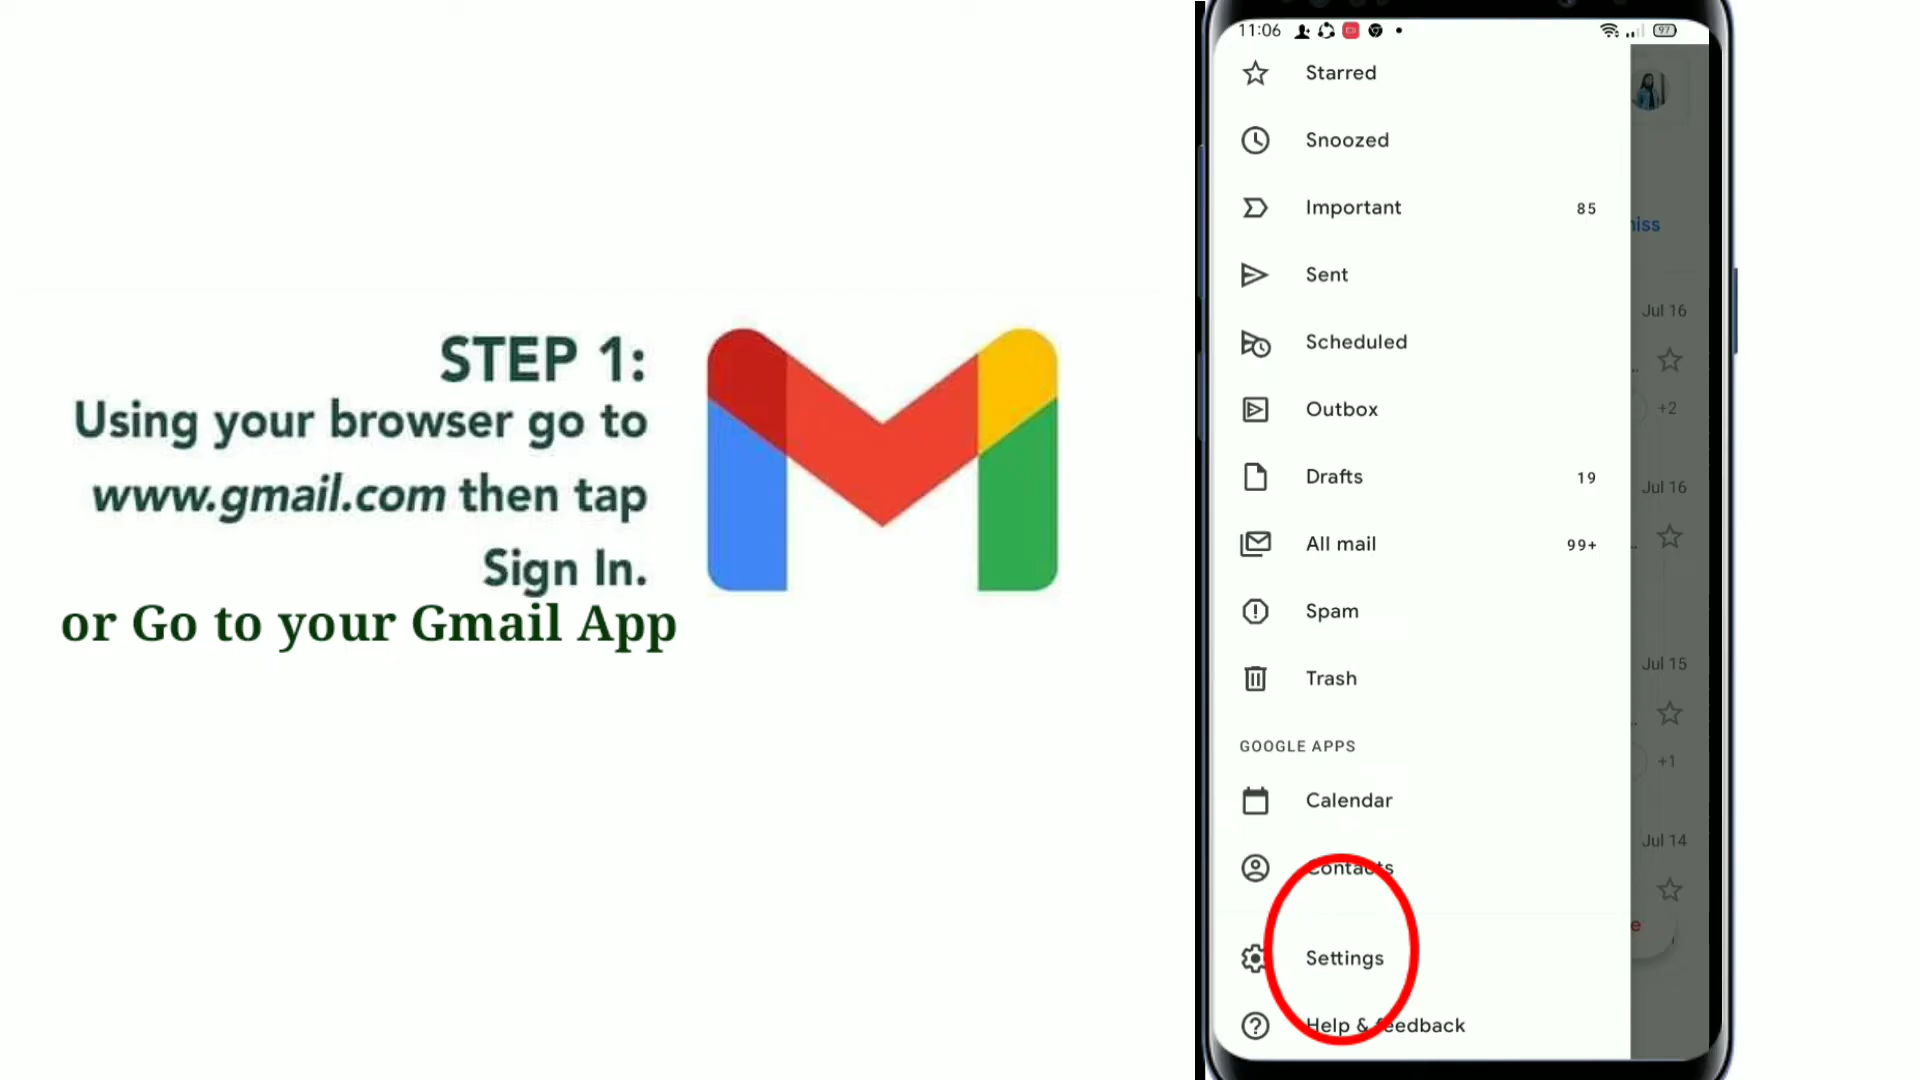 STEP 1:
Using your browser go to
www.gmail.com then tap
Sign In.
or Go to your Gmail App
11:06
97
Starred
Snoozed
Important 85
Sent
Scheduled
Outbox
Drafts 19
All mail 99+
Spam
Trash
GOOGLE APPS
Calendar
Contacts
Settings
Help & feedback
Jul 16
+2
Jul 16
Jul 15
+1
Jul 14